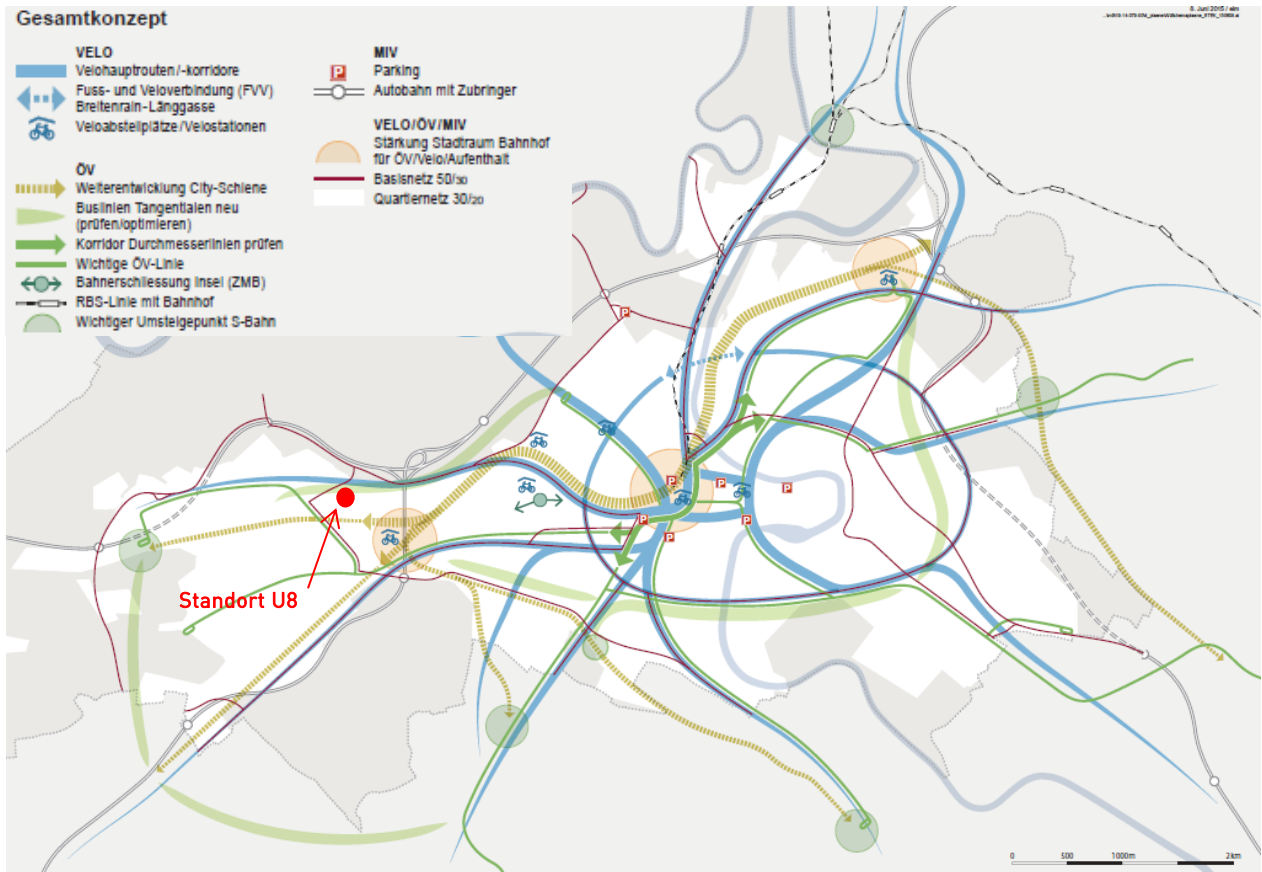 Gesamtkonzept
8. Juni 2015 / elm
VELO
Velohauptrouten/-korridore
Fuss- und Veloverbindung (FVV)
Breitenrain-Länggasse
Veloabstellplätze/Velostationen
ÖV
Weiterentwicklung City-Schiene
Buslinien Tangentialen neu
(prüfen/optimieren)
Korridor Durchmesserlinien prüfen
Wichtige ÖV-Linie
Bahnerschliessung Insel (ZMB)
RBS-Linie mit Bahnhof
Wichtiger Umsteigepunkt S-Bahn
MIV
P Parking
Autobahn mit Zubringer
VELO/ÖV/MIV
Stärkung Stadtraum Bahnhof
für ÖV/Velo/Aufenthalt
Basisnetz 50/30
Quartiernetz 30/20
P
P
P
P
P
P
P
Standort U8
0 500 1000m 2km